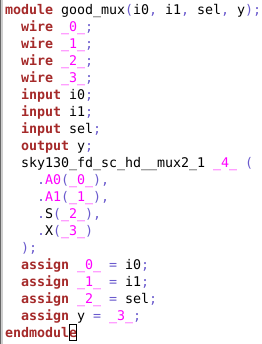 module good_mux(i0, i1, sel, y);
  wire _0_;
  wire _1_;
  wire _2_;
  wire _3_;
  input i0;
  input i1;
  input sel;
  output y;
  sky130_fd_sc_hd__mux2_1 _4_ (
    .A0(_0_),
    .A1(_1_),
    .S(_2_),
    .X(_3_)
  );
  assign _0_ = i0;
  assign _1_ = i1;
  assign _2_ = sel;
  assign y = _3_;
endmodule